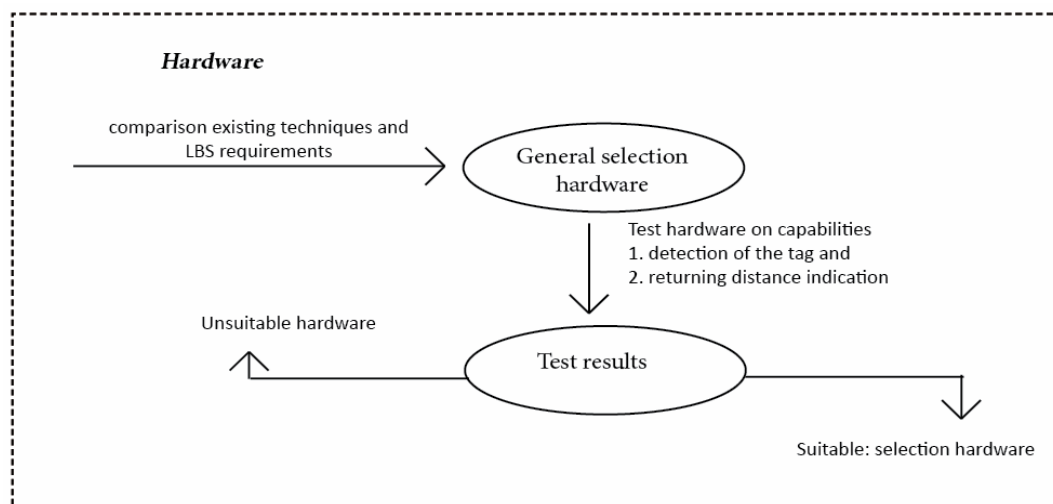 Hardware
comparison existing techniques and
LBS requirements
General selection
hardware
Test hardware on capabilities
1. detection of the tag and
2. returning distance indication
Unsuitable hardware
Test results
Suitable: selection hardware